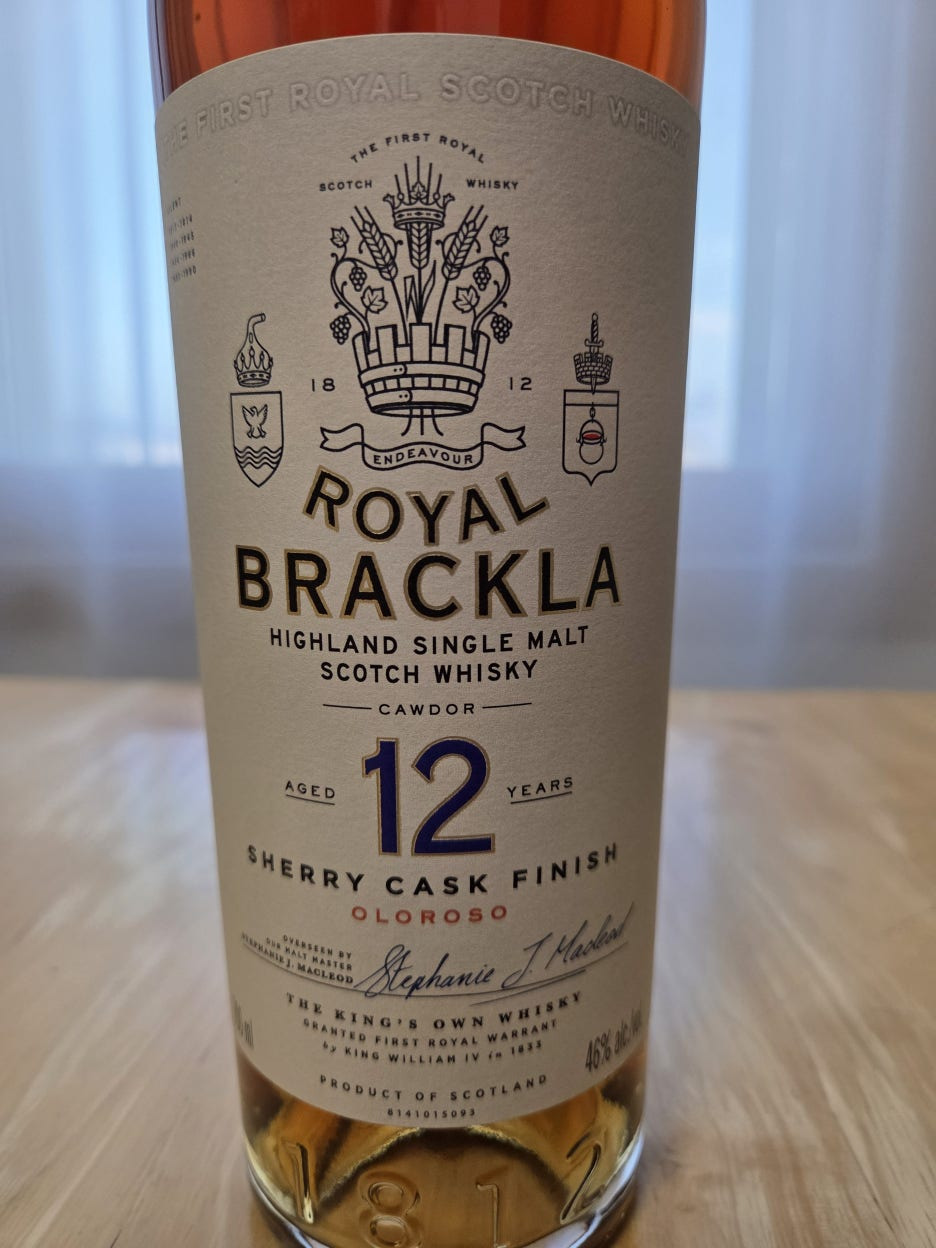 THE FIRST ROYAL SCOTCH WHISKY
THE FIRST ROYAL
SCOTCH WHISKY
18 12
ENDEAVOUR
ROYAL
BRACKLA
HIGHLAND SINGLE MALT
SCOTCH WHISKY
CAWDOR
AGED 12 YEARS
SHERRY CASK FINISH
OLOROSO
OVERSEEN BY
OUR MALT MASTER
STEPHANIE J. MACLEOD
Stephanie J. Macleod
THE KING'S OWN WHISKY
GRANTED FIRST ROYAL WARRANT
by KING WILLIAM IV in 1833
ml
46% alc./vol
PRODUCT OF SCOTLAND
8141015093
1812